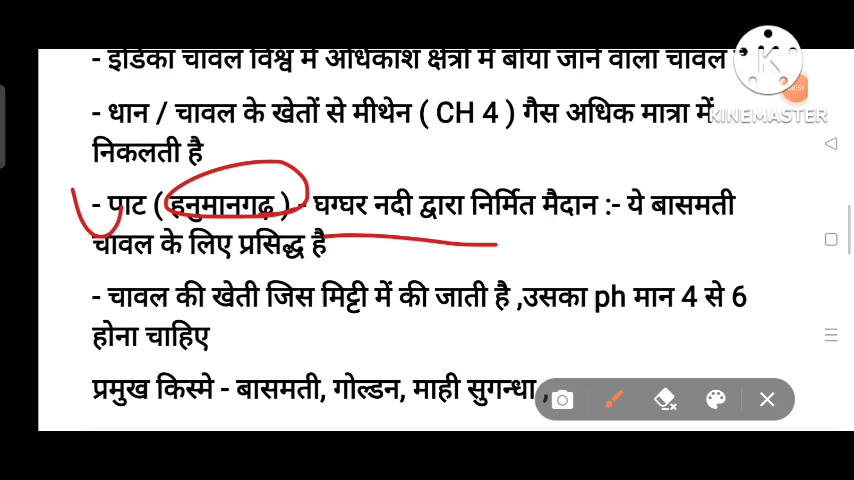 - इंडिका चावल विश्व में अधिकांश क्षेत्रों में बोया जाने वाला चावल
- धान / चावल के खेतों से मीथेन ( CH 4 ) गैस अधिक मात्रा में
KINEMASTER
निकलती है
- पाट ( हनुमानगढ़ ) - घग्घर नदी द्वारा निर्मित मैदान :- ये बासमती
चावल के लिए प्रसिद्ध है
- चावल की खेती जिस मिट्टी में की जाती है ,उसका ph मान 4 से 6
होना चाहिए
प्रमुख किस्मे - बासमती, गोल्डन, माही सुगन्धा ,